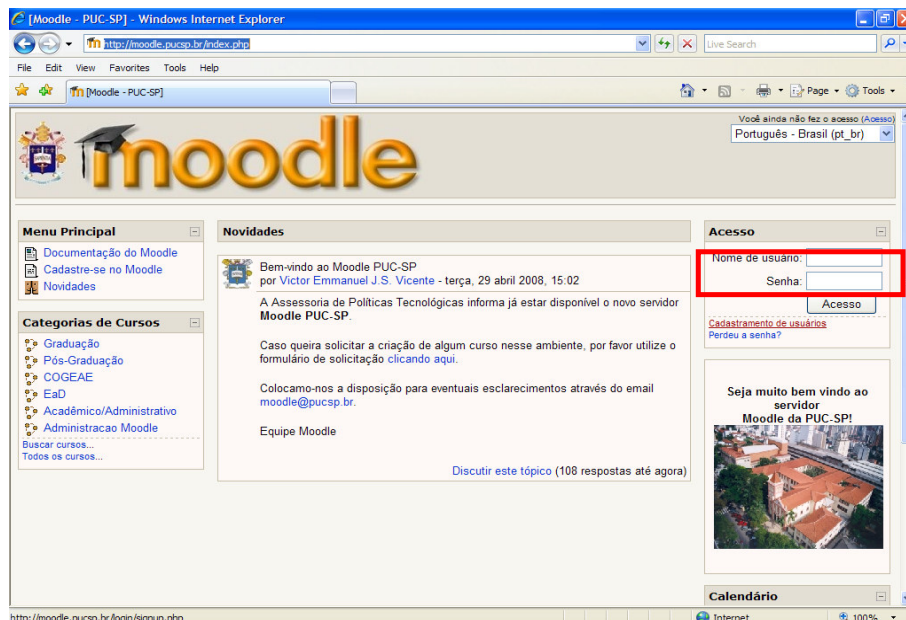 [Moodle - PUC-SP] - Windows Internet Explorer
http://moodle.pucsp.br/index.php
Live Search
File Edit View Favorites Tools Help
[Moodle - PUC-SP]
Page Tools
Você ainda não fez o acesso (Acesso)
Português - Brasil (pt_br)
moodle
Menu Principal
Documentação do Moodle
Cadastre-se no Moodle
Novidades
Categorias de Cursos
Graduação
Pós-Graduação
COGEAE
EaD
Acadêmico/Administrativo
Administracao Moodle
Buscar cursos...
Todos os cursos...
Novidades
Bem-vindo ao Moodle PUC-SP
por Victor Emmanuel J.S. Vicente - terça, 29 abril 2008, 15:02
A Assessoria de Políticas Tecnológicas informa já estar disponível o novo servidor
Moodle PUC-SP.
Caso queira solicitar a criação de algum curso nesse ambiente, por favor utilize o
formulário de solicitação clicando aqui.
Colocamo-nos a disposição para eventuais esclarecimentos através do email
moodle@pucsp.br.
Equipe Moodle
Discutir este tópico (108 respostas até agora)
Acesso
Nome de usuário:
Senha:
Acesso
Cadastramento de usuários
Perdeu a senha?
Seja muito bem vindo ao
servidor
Moodle da PUC-SP!
Calendário
http://moodle.pucsp.br/login/signup.php
Internet
100%